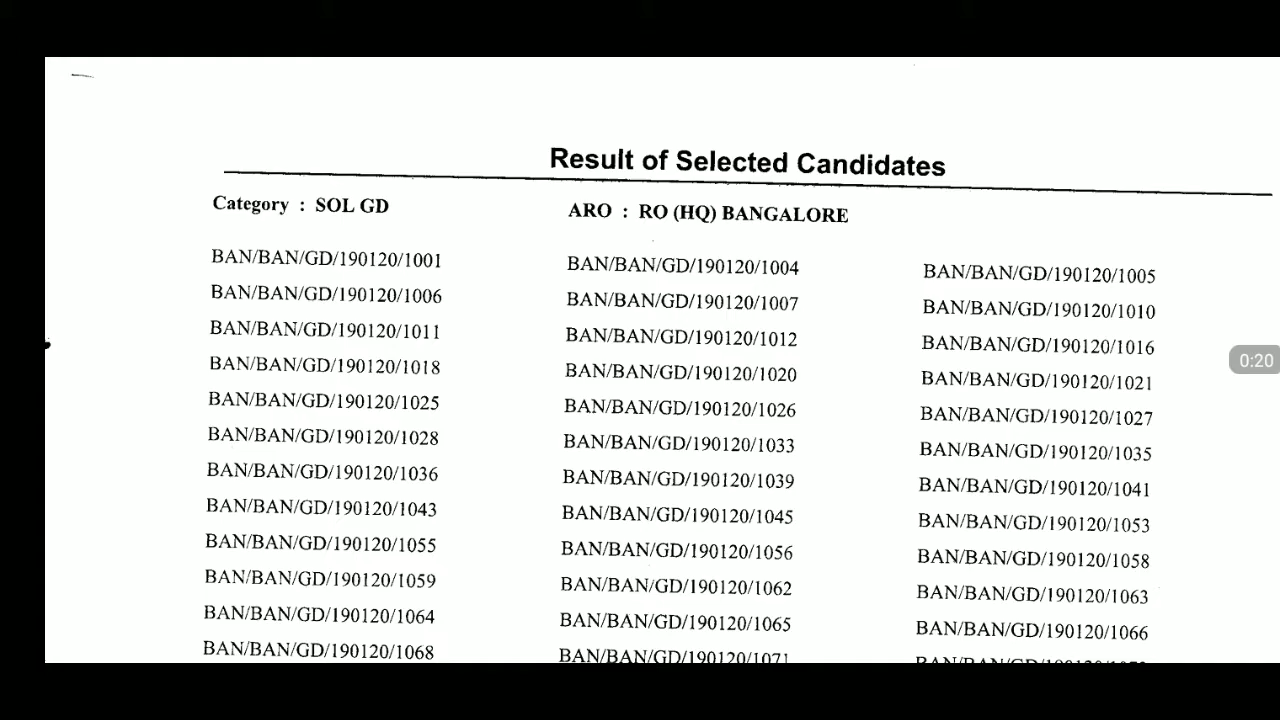 Result of Selected Candidates
Category : SOL GD ARO : RO (HQ) BANGALORE
BAN/BAN/GD/190120/1001 BAN/BAN/GD/190120/1004 BAN/BAN/GD/190120/1005
BAN/BAN/GD/190120/1006 BAN/BAN/GD/190120/1007 BAN/BAN/GD/190120/1010
BAN/BAN/GD/190120/1011 BAN/BAN/GD/190120/1012 BAN/BAN/GD/190120/1016
BAN/BAN/GD/190120/1018 BAN/BAN/GD/190120/1020 BAN/BAN/GD/190120/1021
BAN/BAN/GD/190120/1025 BAN/BAN/GD/190120/1026 BAN/BAN/GD/190120/1027
BAN/BAN/GD/190120/1028 BAN/BAN/GD/190120/1033 BAN/BAN/GD/190120/1035
BAN/BAN/GD/190120/1036 BAN/BAN/GD/190120/1039 BAN/BAN/GD/190120/1041
BAN/BAN/GD/190120/1043 BAN/BAN/GD/190120/1045 BAN/BAN/GD/190120/1053
BAN/BAN/GD/190120/1055 BAN/BAN/GD/190120/1056 BAN/BAN/GD/190120/1058
BAN/BAN/GD/190120/1059 BAN/BAN/GD/190120/1062 BAN/BAN/GD/190120/1063
BAN/BAN/GD/190120/1064 BAN/BAN/GD/190120/1065 BAN/BAN/GD/190120/1066
BAN/BAN/GD/190120/1068 BAN/BAN/GD/190120/1071
0:20